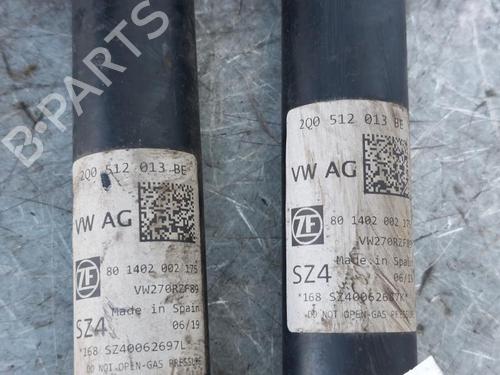 2Q0 512 013 BE
VW AG
ZF
80 1402 002 175
VW270RZF89
Made in Spain
SZ4
06/19
*168 SZ40062697L*
DO NOT OPEN-GAS PRESSURE
2Q0 512 013 BE
VW AG
ZF
80 1402 002 175
VW270RZF89
Made in Spain
SZ4
06/19
DO NOT OPEN-GAS PRESSURE
B-PARTS